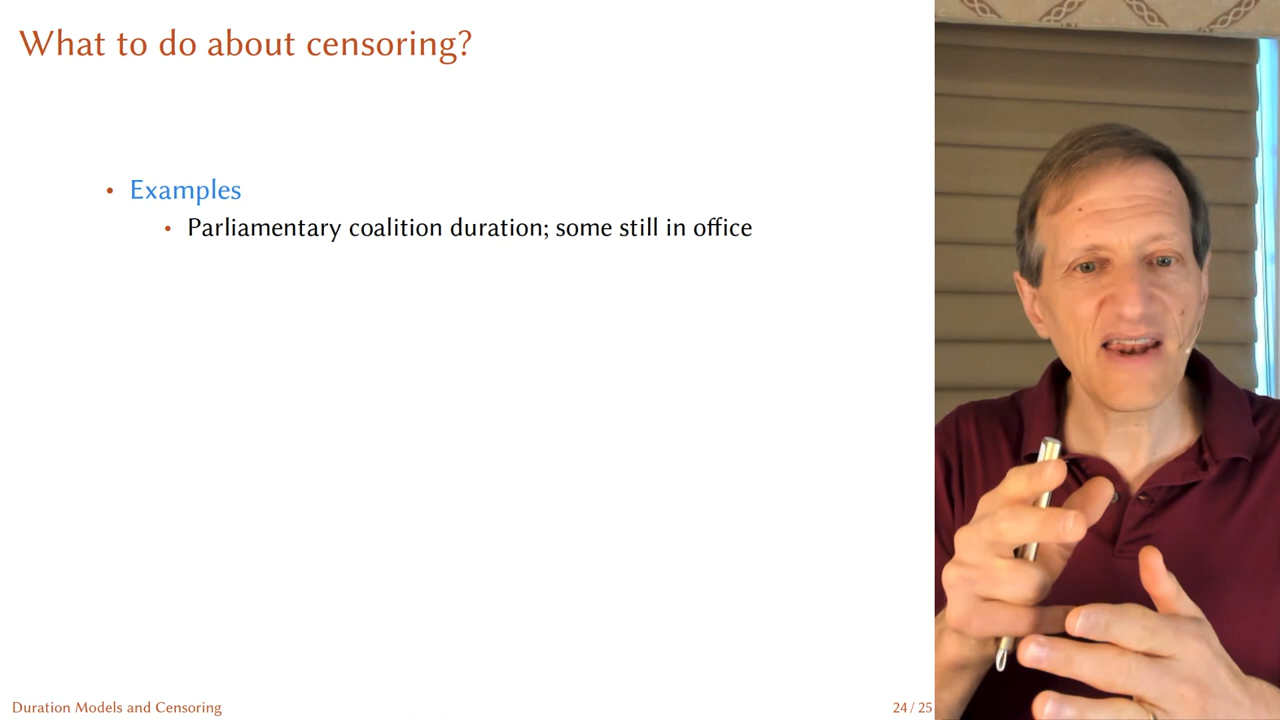 What to do about censoring?
• Examples
• Parliamentary coalition duration; some still in office
Duration Models and Censoring
24 / 25